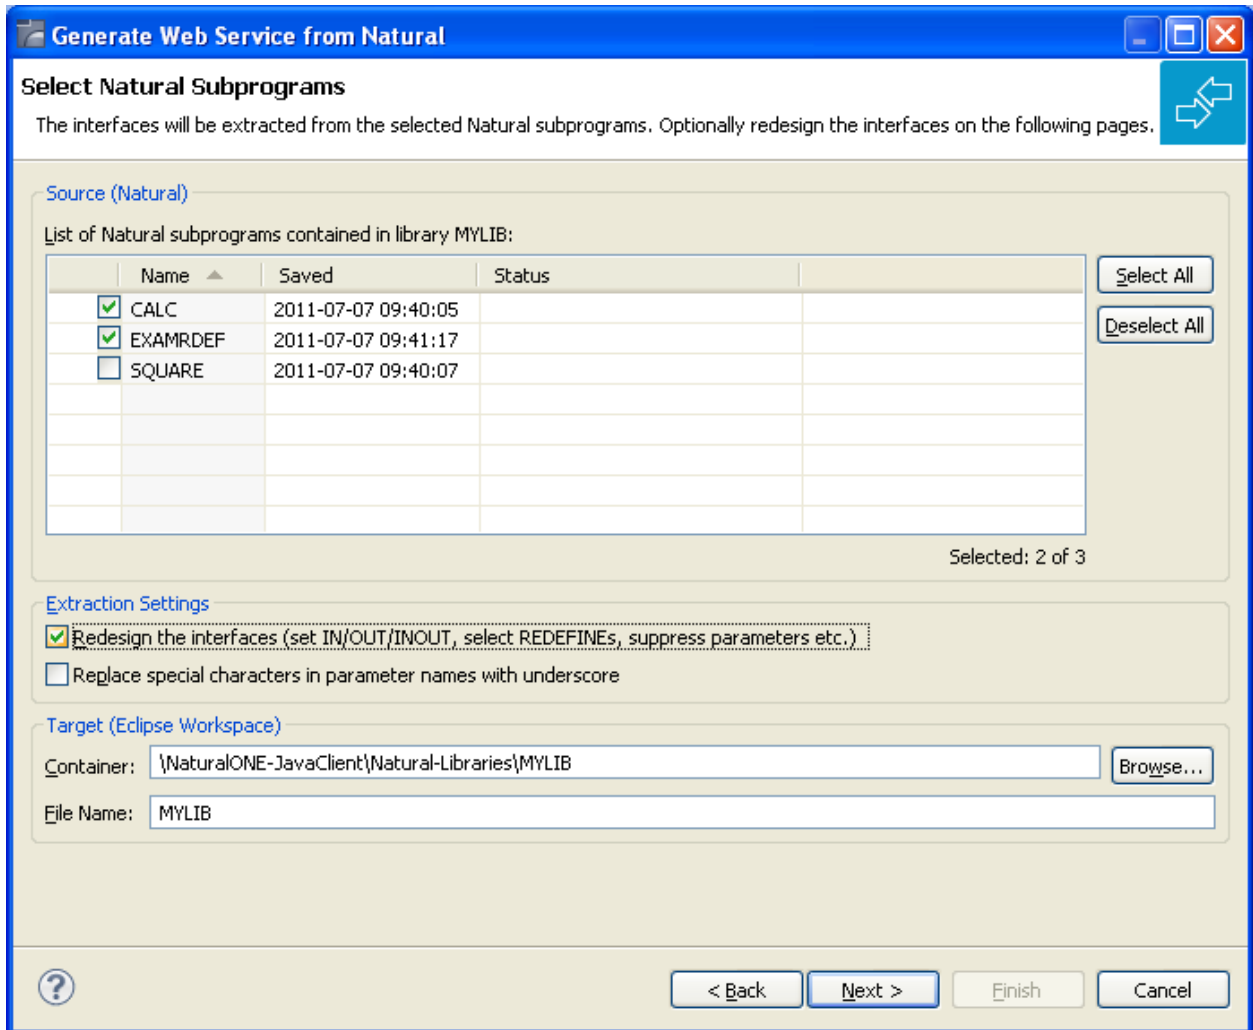 Generate Web Service from Natural
Select Natural Subprograms
The interfaces will be extracted from the selected Natural subprograms. Optionally redesign the interfaces on the following pages.
Source (Natural)
List of Natural subprograms contained in library MYLIB:
Name Saved Status
Select All
CALC 2011-07-07 09:40:05
Deselect All
EXAMRDEF 2011-07-07 09:41:17
SQUARE 2011-07-07 09:40:07
Selected: 2 of 3
Extraction Settings
Redesign the interfaces (set IN/OUT/INOUT, select REDEFINEs, suppress parameters etc.)
Replace special characters in parameter names with underscore
Target (Eclipse Workspace)
Container: \NaturalONE-JavaClient\Natural-Libraries\MYLIB Browse...
File Name: MYLIB
? < Back Next > Finish Cancel